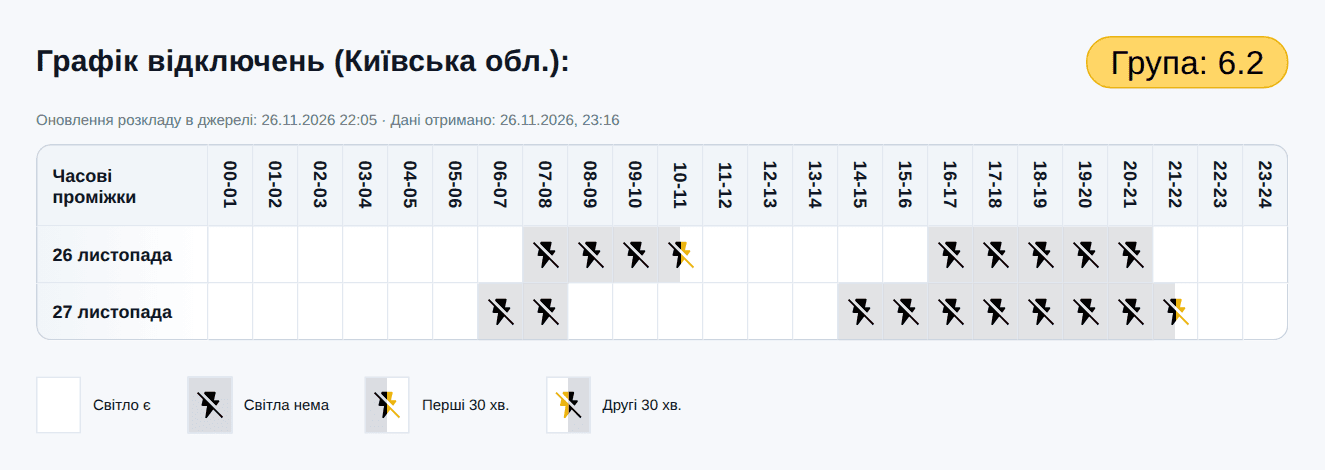 Графік відключень (Київська обл.):
Група: 6.2
Оновлення розкладу в джерелі: 26.11.2026 22:05 · Дані отримано: 26.11.2026, 23:16
Часові
проміжки
00-01
01-02
02-03
03-04
04-05
05-06
06-07
07-08
08-09
09-10
10-11
11-12
12-13
13-14
14-15
15-16
16-17
17-18
18-19
19-20
20-21
21-22
22-23
23-24
26 листопада
27 листопада
Світло є
Світла нема
Перші 30 хв.
Другі 30 хв.